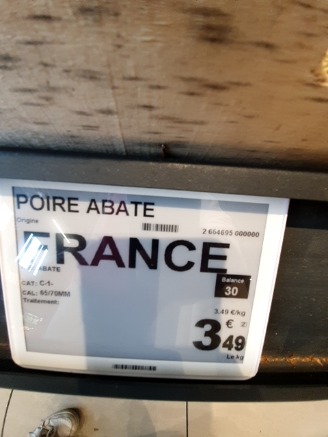 POIRE ABATE
Origine
2 664695 000000
FRANCE
ABATE
Balance
30
CAT: C-1-
CAL: 65/70MM
Traitement:
3.49 €/kg
3 € 49
Le kg